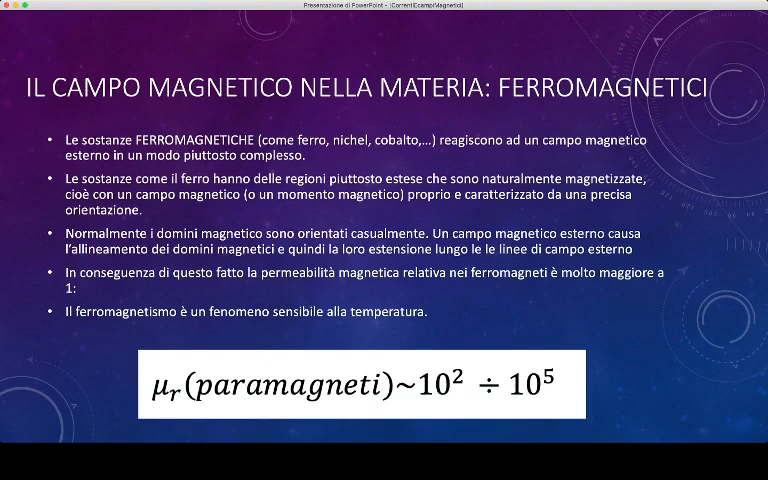 Presentazione di PowerPoint - [CorrentiEcampiMagnetici]
IL CAMPO MAGNETICO NELLA MATERIA: FERROMAGNETICI
• Le sostanze FERROMAGNETICHE (come ferro, nichel, cobalto,...) reagiscono ad un campo magnetico
esterno in un modo piuttosto complesso.
• Le sostanze come il ferro hanno delle regioni piuttosto estese che sono naturalmente magnetizzate,
cioè con un campo magnetico (o un momento magnetico) proprio e caratterizzato da una precisa
orientazione.
• Normalmente i domini magnetico sono orientati casualmente. Un campo magnetico esterno causa
l'allineamento dei domini magnetici e quindi la loro estensione lungo le le linee di campo esterno
• In conseguenza di questo fatto la permeabilità magnetica relativa nei ferromagneti è molto maggiore a
1:
• Il ferromagnetismo è un fenomeno sensibile alla temperatura.
μᵣ(paramagneti)~10² ÷ 10⁵